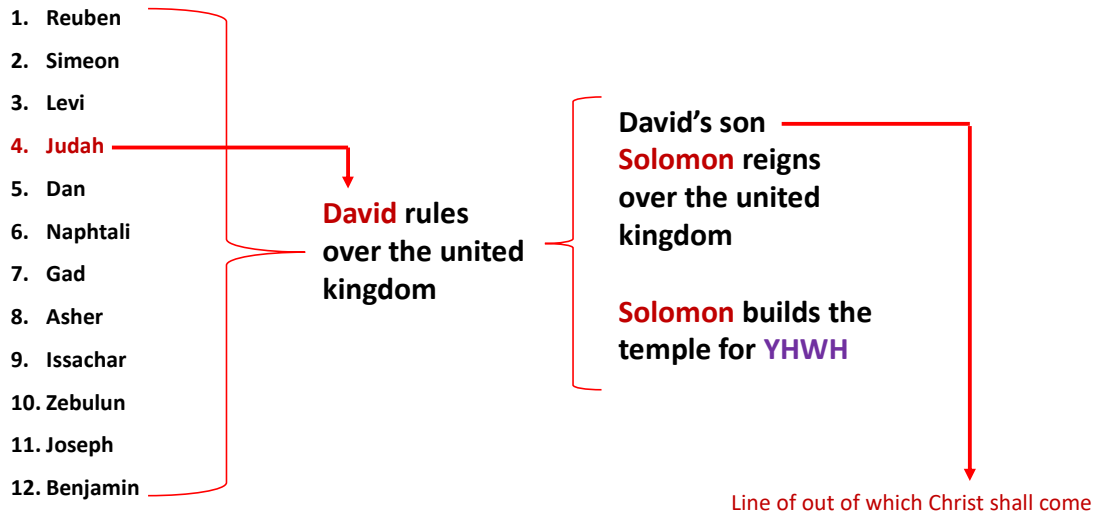 1. Reuben
2. Simeon
3. Levi
4. Judah
5. Dan
6. Naphtali
7. Gad
8. Asher
9. Issachar
10. Zebulun
11. Joseph
12. Benjamin
David rules
over the united
kingdom
David's son
Solomon reigns
over the united
kingdom
Solomon builds the
temple for YHWH
Line of out of which Christ shall come